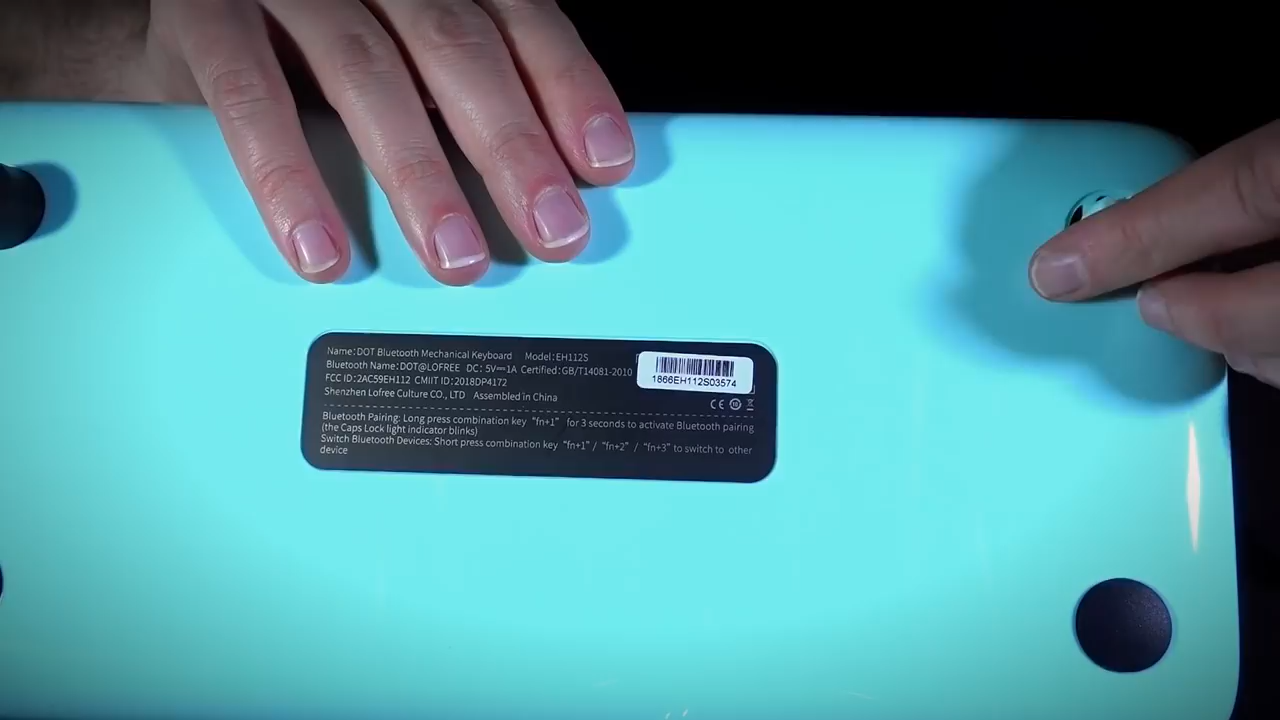 Name:DOT Bluetooth Mechanical Keyboard Model:EH112S
Bluetooth Name:DOT@LOFREE DC: 5V⎓1A Certified:GB/T14081-2010
FCC ID:2AC59EH112 CMIIT ID:2018DP4172
Shenzhen Lofree Culture CO., LTD Assembled in China
1866EH112S03574
CE 10
Bluetooth Pairing: Long press combination key “fn+1” for 3 seconds to activate Bluetooth pairing
(the Caps Lock light indicator blinks)
Switch Bluetooth Devices: Short press combination key “fn+1” / “fn+2” / “fn+3” to switch to other
device